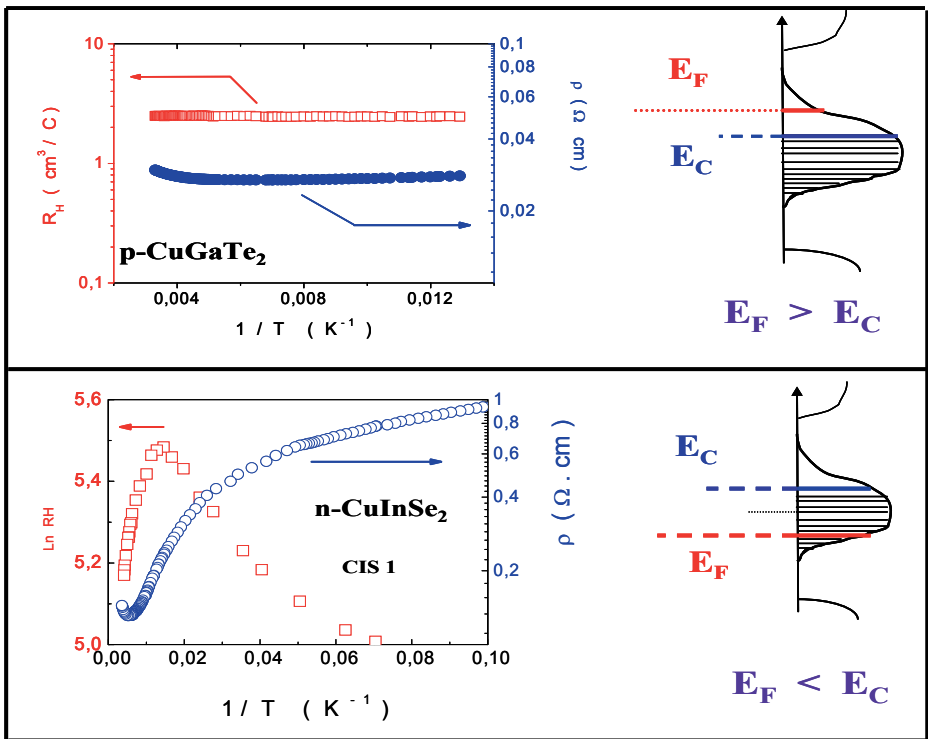 10
1
0,1
R_H ( cm³ / C )
0,004
0,008
0,012
1 / T ( K⁻¹ )
0,1
0,08
0,06
0,04
0,02
ρ ( Ω cm )
p-CuGaTe₂
E_F
E_C
E_F > E_C
5,6
5,4
5,2
5,0
Ln RH
0,00
0,02
0,04
0,06
0,08
0,10
1 / T ( K⁻¹ )
1
0,8
0,6
0,4
0,2
ρ ( Ω . cm )
n-CuInSe₂
CIS 1
E_C
E_F
E_F < E_C